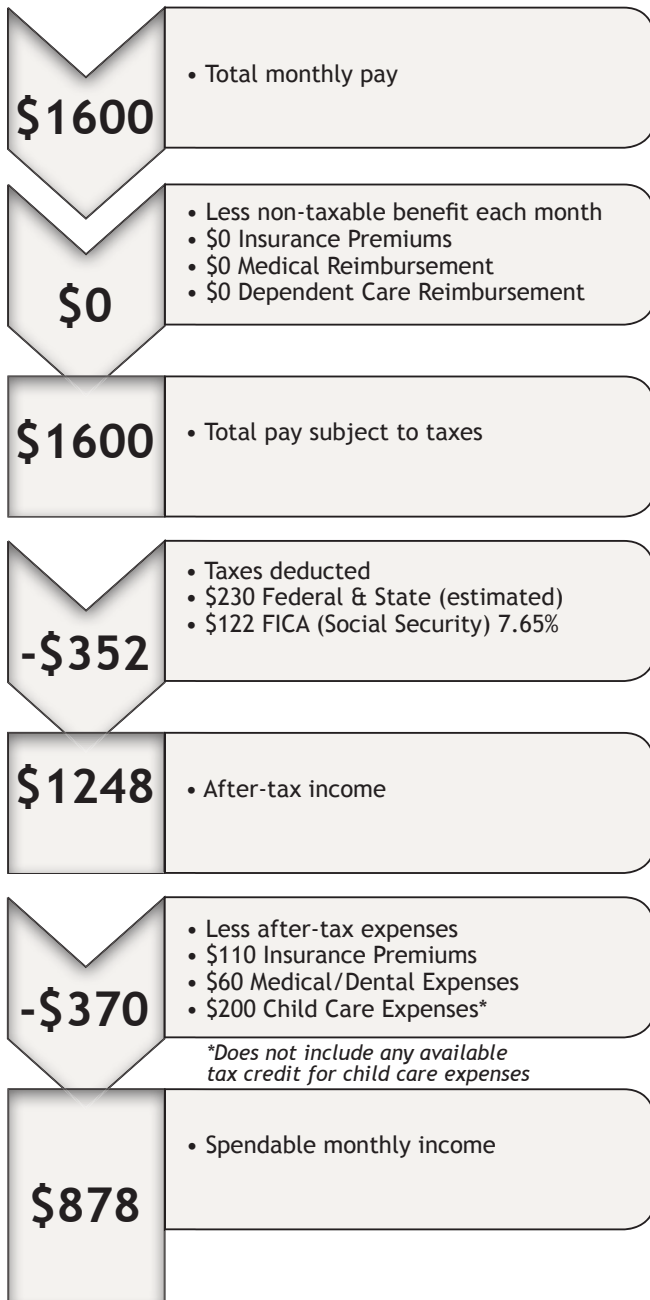 $1600
• Total monthly pay
$0
• Less non-taxable benefit each month
• $0 Insurance Premiums
• $0 Medical Reimbursement
• $0 Dependent Care Reimbursement
$1600
• Total pay subject to taxes
-$352
• Taxes deducted
• $230 Federal & State (estimated)
• $122 FICA (Social Security) 7.65%
$1248
• After-tax income
-$370
• Less after-tax expenses
• $110 Insurance Premiums
• $60 Medical/Dental Expenses
• $200 Child Care Expenses*
*Does not include any available
tax credit for child care expenses
$878
• Spendable monthly income